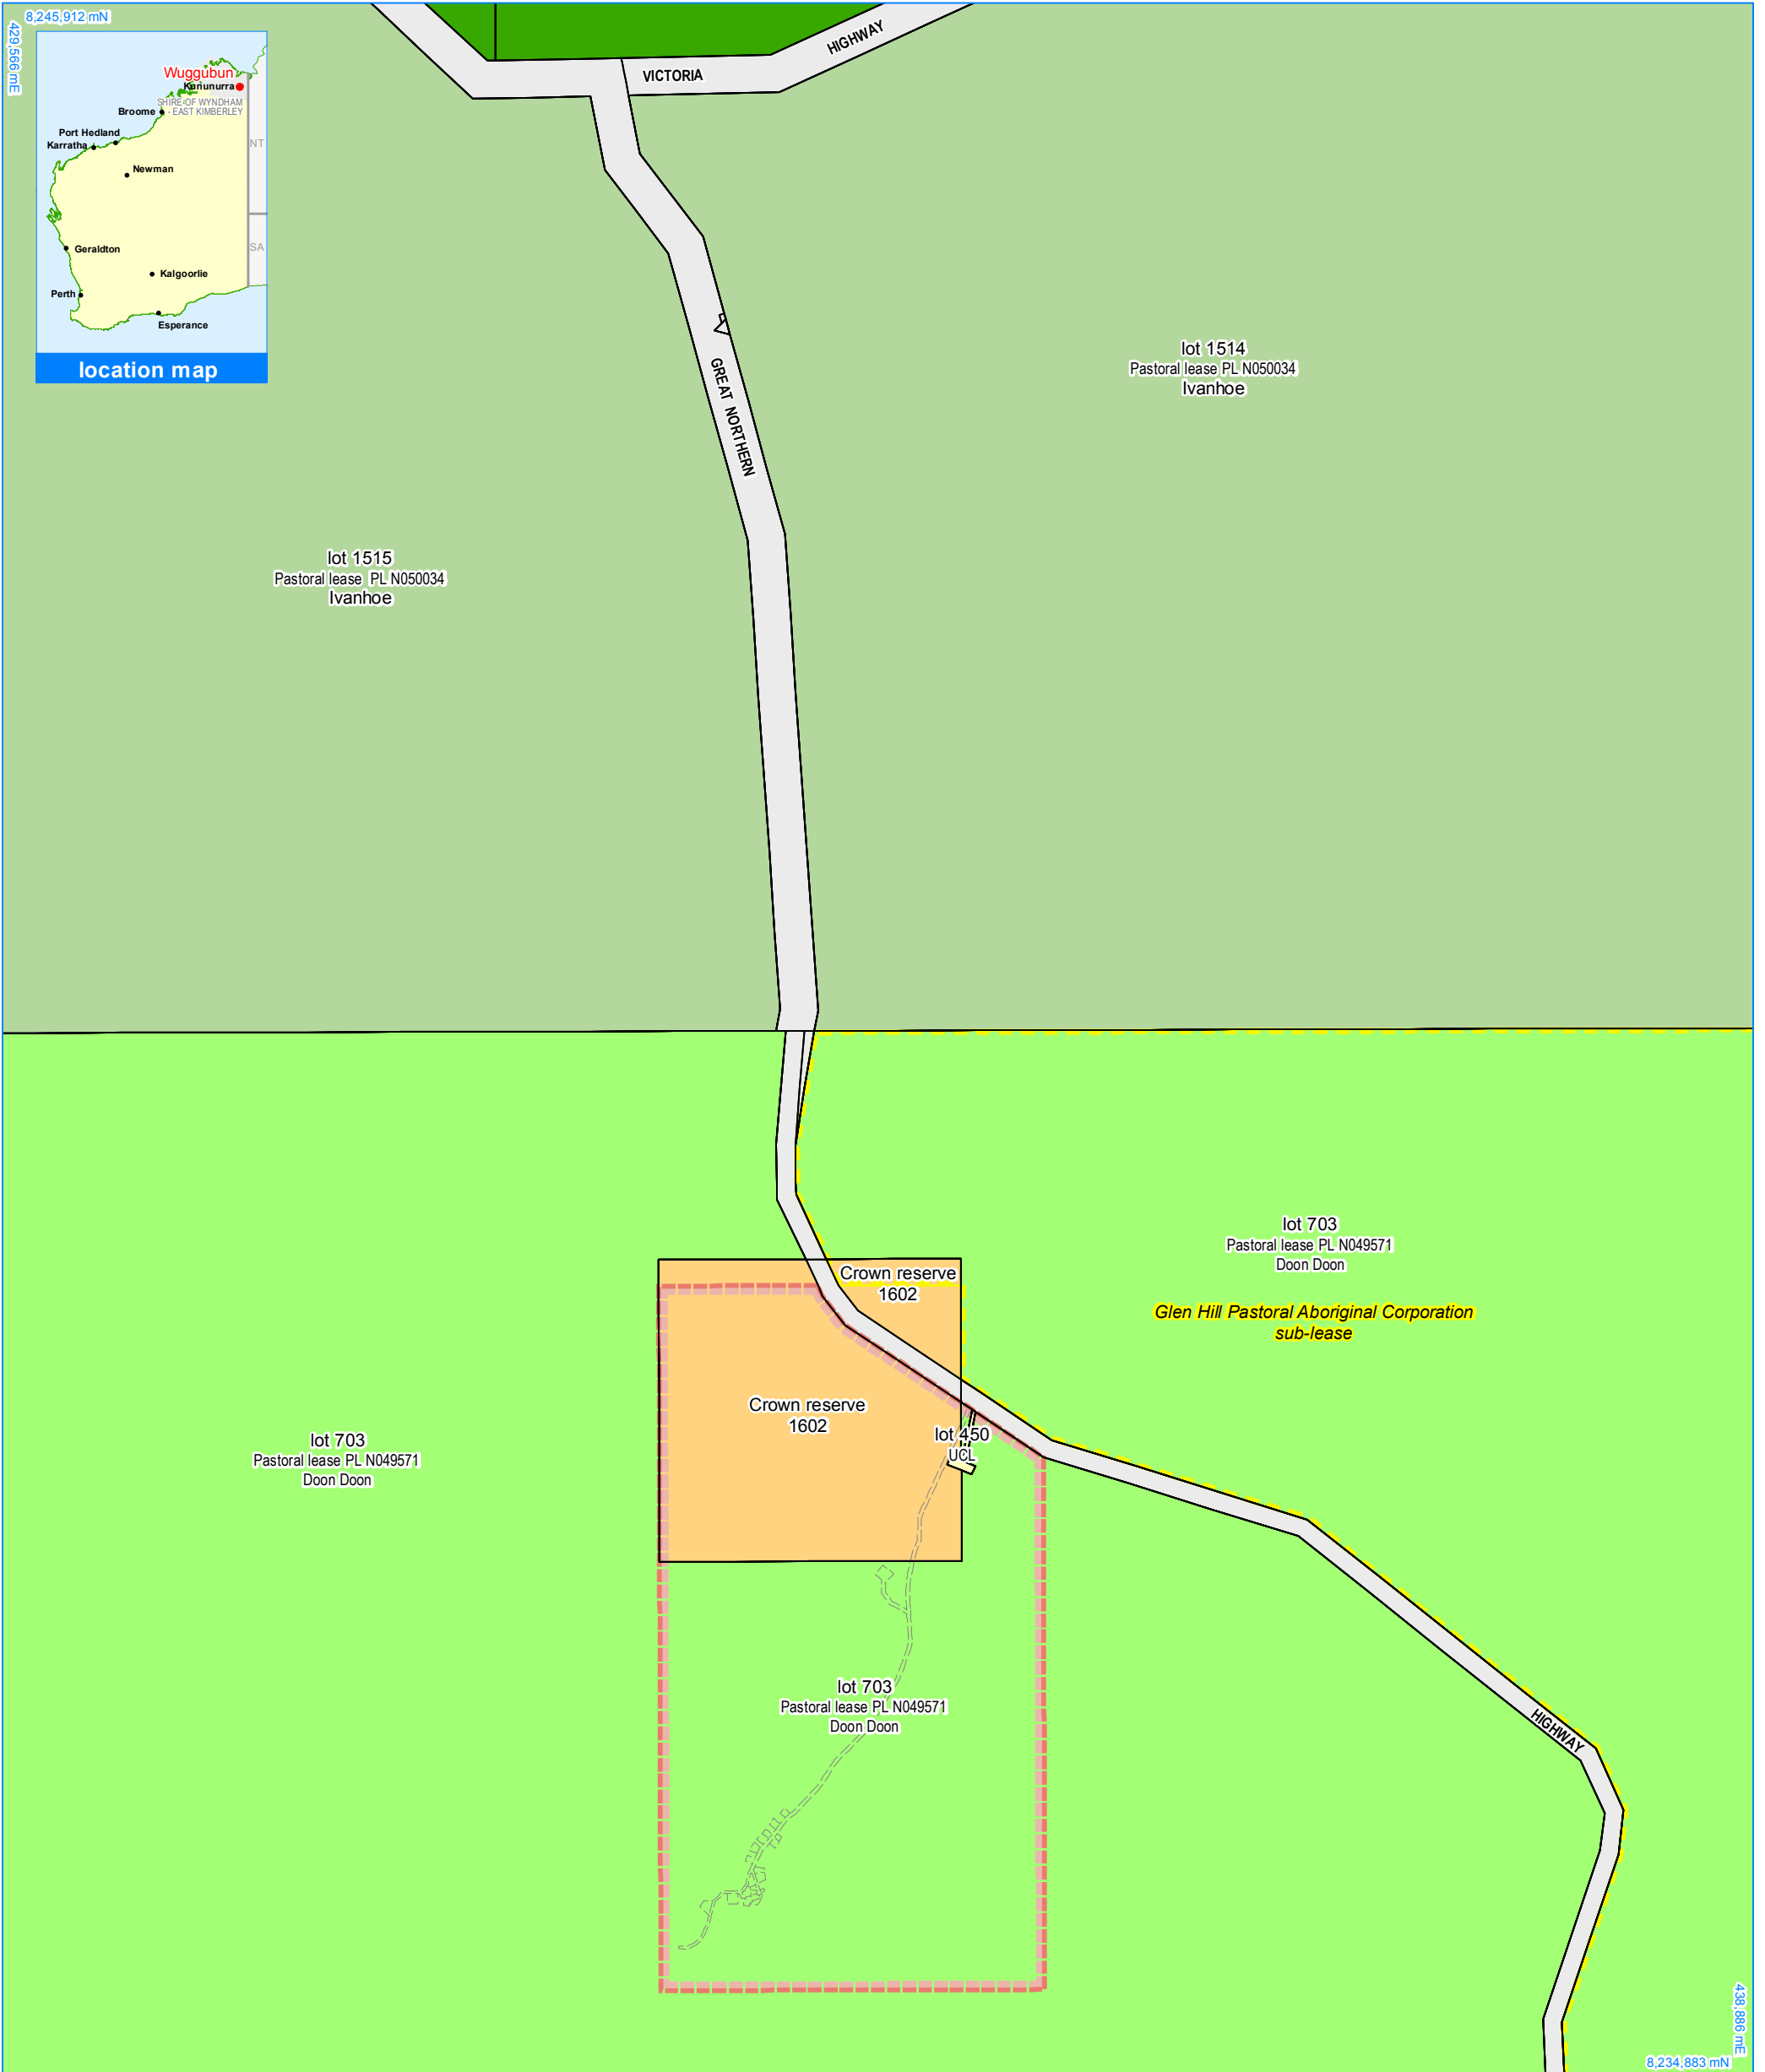 8,245,912 mN
429,566 mE
Wuggubun
Kununurra
SHIRE OF WYNDHAM
- EAST KIMBERLEY
Broome
Port Hedland
Karratha
Newman
NT
SA
Geraldton
Kalgoorlie
Perth
Esperance
location map
VICTORIA
HIGHWAY
GREAT NORTHERN
lot 1514
Pastoral lease PL N050034
Ivanhoe
lot 1515
Pastoral lease PL N050034
Ivanhoe
lot 703
Pastoral lease PL N049571
Doon Doon
Glen Hill Pastoral Aboriginal Corporation
sub-lease
Crown reserve
1602
Crown reserve
1602
lot 450
UCL
lot 703
Pastoral lease PL N049571
Doon Doon
lot 703
Pastoral lease PL N049571
Doon Doon
HIGHWAY
438,886 mE
8,234,883 mN